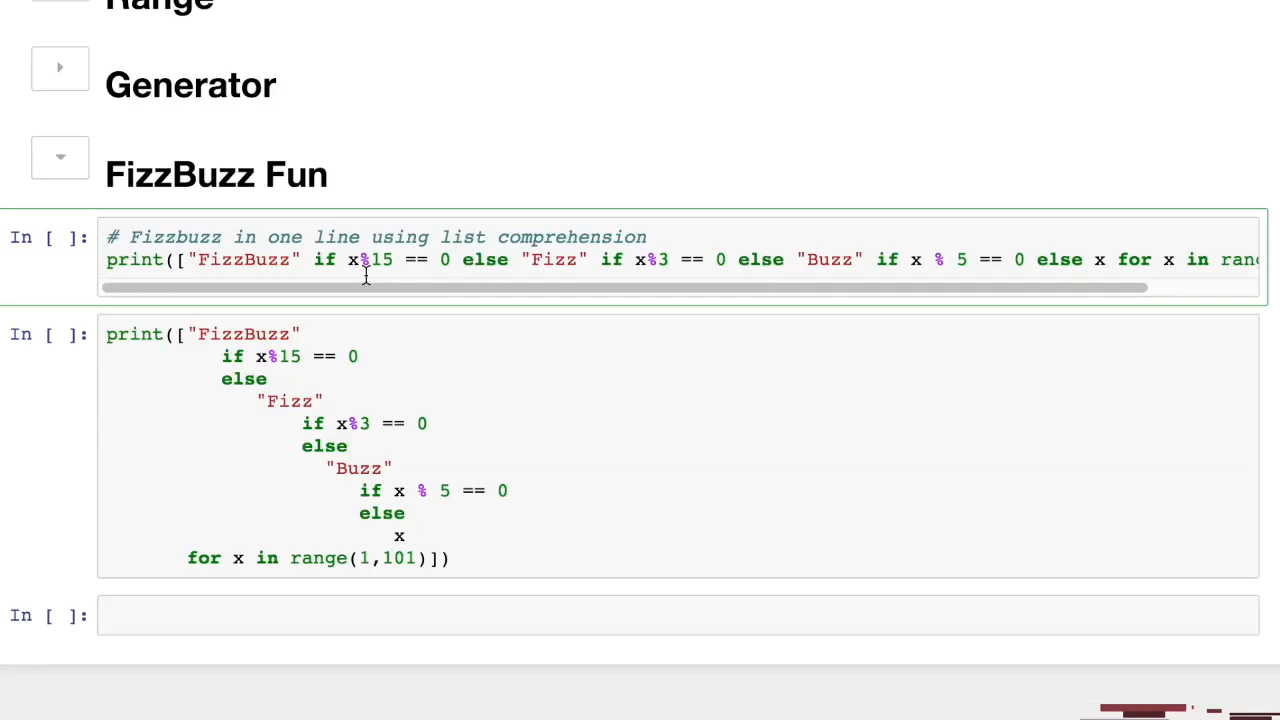 Range
Generator
FizzBuzz Fun
In [ ]:
# Fizzbuzz in one line using list comprehension
print(["FizzBuzz" if x%15 == 0 else "Fizz" if x%3 == 0 else "Buzz" if x % 5 == 0 else x for x in rang
In [ ]:
print(["FizzBuzz"
if x%15 == 0
else
"Fizz"
if x%3 == 0
else
"Buzz"
if x % 5 == 0
else
x
for x in range(1,101)])
In [ ]: